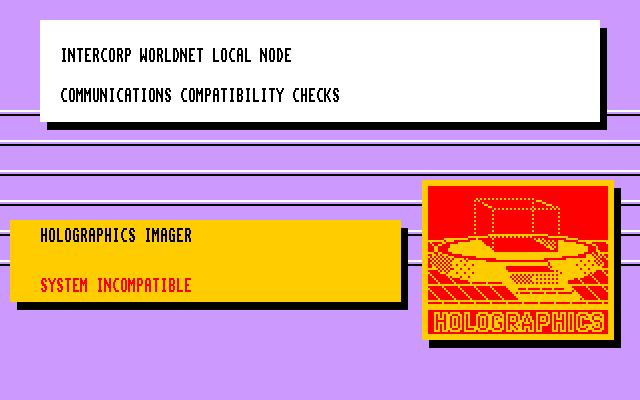 INTERCORP WORLDNET LOCAL NODE
COMMUNICATIONS COMPATIBILITY CHECKS
HOLOGRAPHICS IMAGER
SYSTEM INCOMPATIBLE
HOLOGRAPHICS